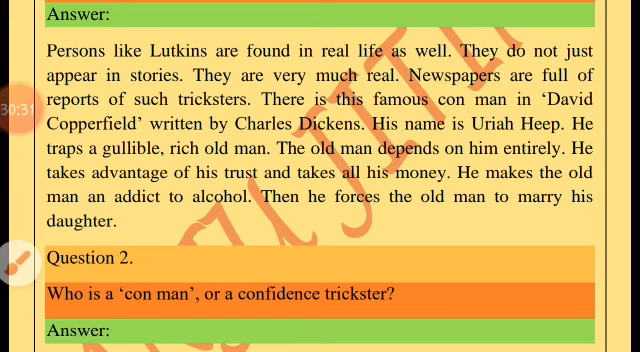 Answer:
Persons like Lutkins are found in real life as well. They do not just
appear in stories. They are very much real. Newspapers are full of
reports of such tricksters. There is this famous con man in ‘David
Copperfield’ written by Charles Dickens. His name is Uriah Heep. He
traps a gullible, rich old man. The old man depends on him entirely. He
takes advantage of his trust and takes all his money. He makes the old
man an addict to alcohol. Then he forces the old man to marry his
daughter.
30:31
Question 2.
Who is a ‘con man’, or a confidence trickster?
Answer: